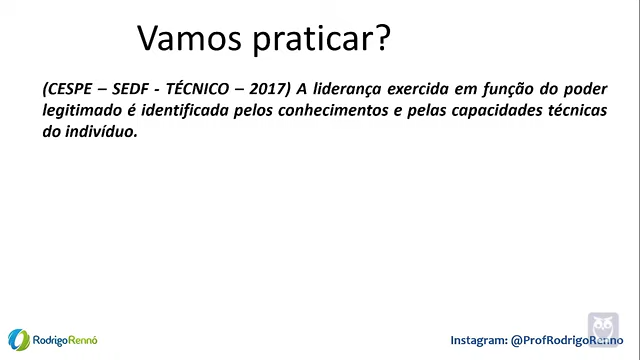 Vamos praticar?
(CESPE – SEDF - TÉCNICO – 2017) A liderança exercida em função do poder
legitimado é identificada pelos conhecimentos e pelas capacidades técnicas
do indivíduo.
RodrigoRennó
Instagram: @ProfRodrigoRenno